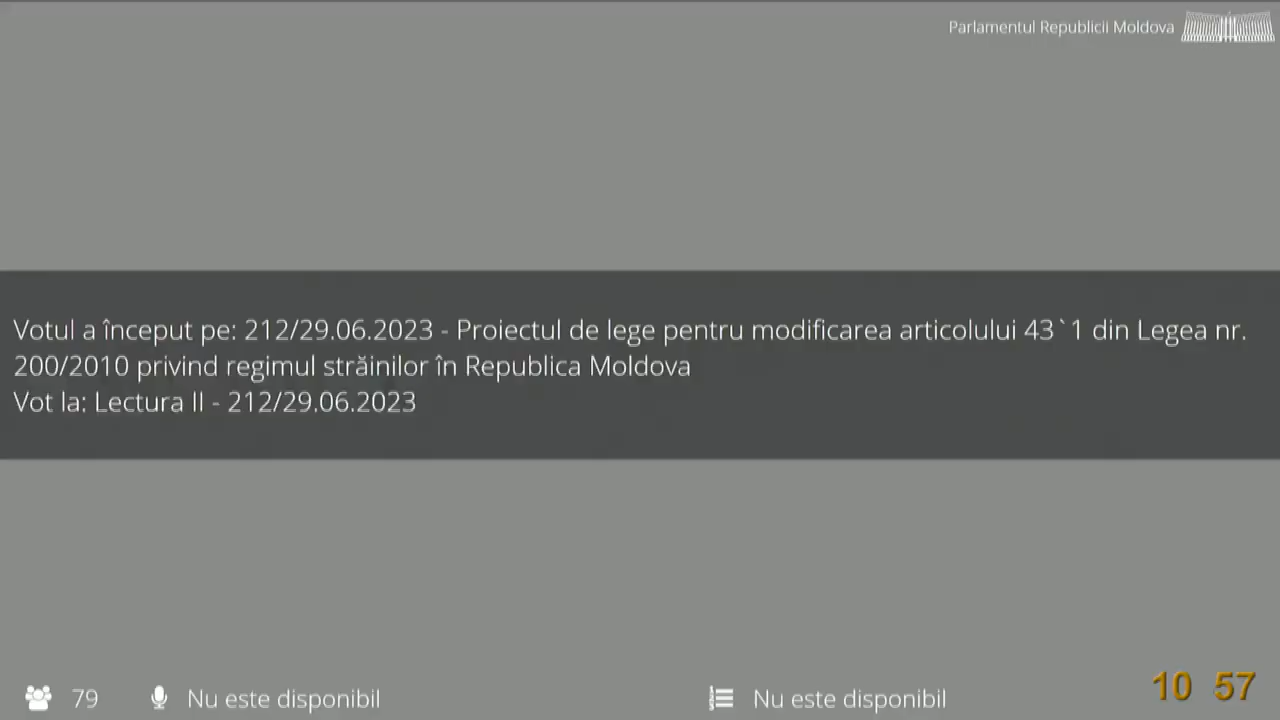 Parlamentul Republicii Moldova
Votul a început pe: 212/29.06.2023 - Proiectul de lege pentru modificarea articolului 43`1 din Legea nr.
200/2010 privind regimul străinilor în Republica Moldova
Vot la: Lectura II - 212/29.06.2023
79 Nu este disponibil Nu este disponibil 10 57